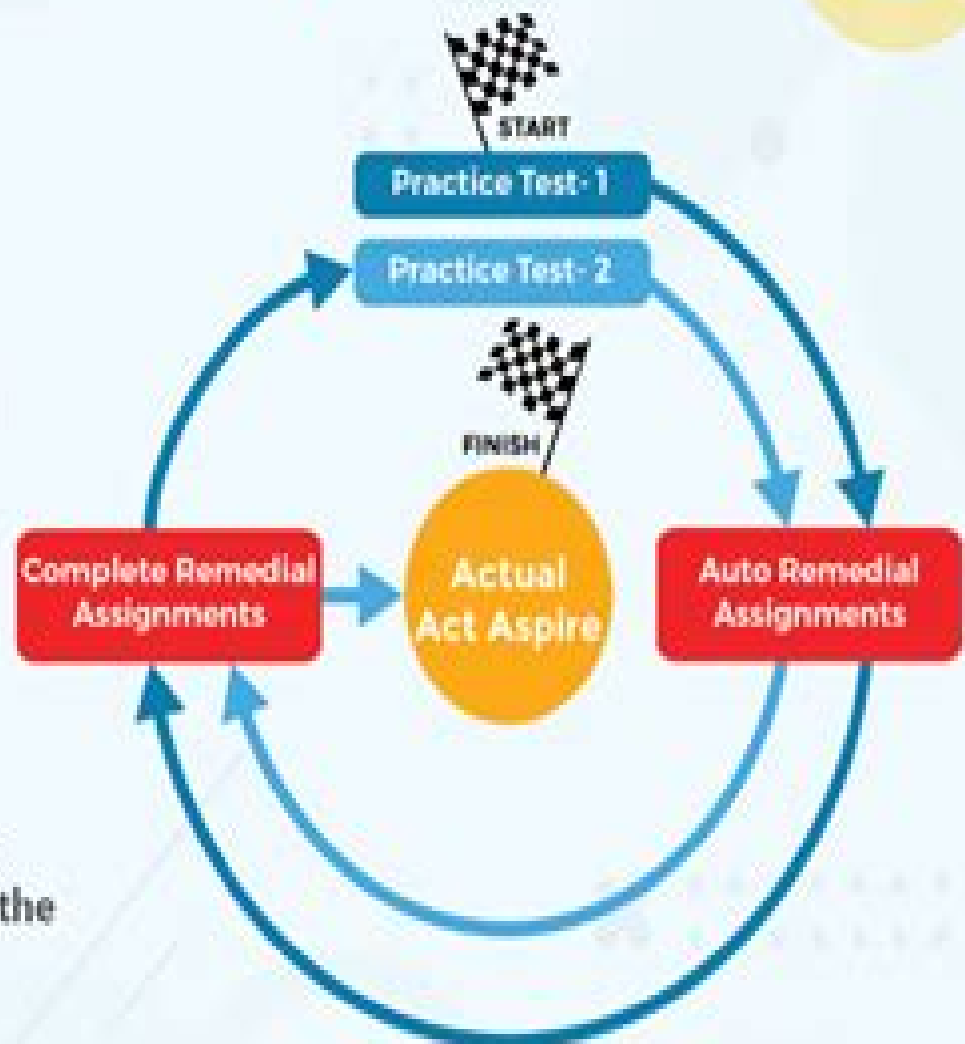 START
Practice Test- 1
Practice Test- 2
FINISH
Complete Remedial
Assignments
Actual
Act Aspire
Auto Remedial
Assignments
the